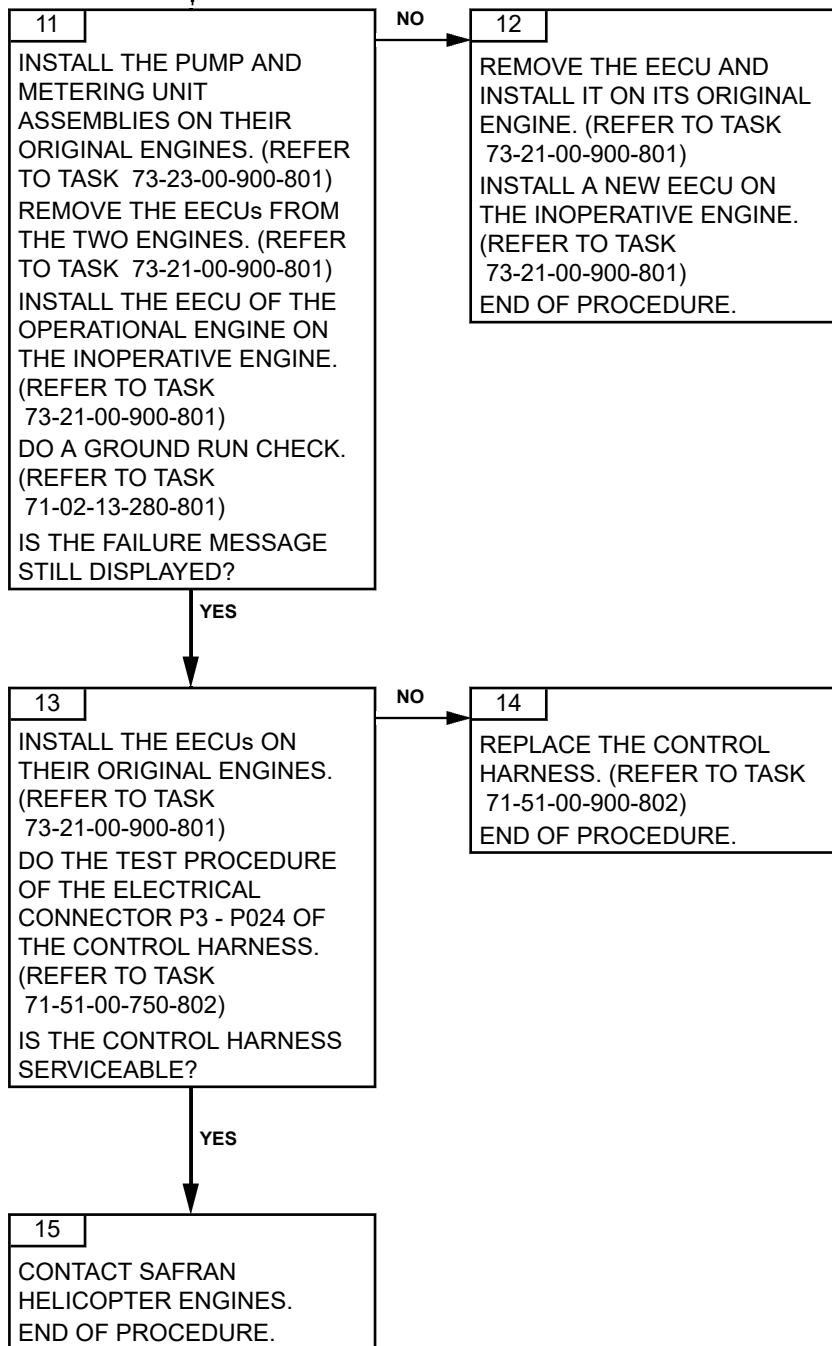 11
INSTALL THE PUMP AND
METERING UNIT
ASSEMBLIES ON THEIR
ORIGINAL ENGINES. (REFER
TO TASK 73-23-00-900-801)
REMOVE THE EECUs FROM
THE TWO ENGINES. (REFER
TO TASK 73-21-00-900-801)
INSTALL THE EECU OF THE
OPERATIONAL ENGINE ON
THE INOPERATIVE ENGINE.
(REFER TO TASK
73-21-00-900-801)
DO A GROUND RUN CHECK.
(REFER TO TASK
71-02-13-280-801)
IS THE FAILURE MESSAGE
STILL DISPLAYED?
NO
12
REMOVE THE EECU AND
INSTALL IT ON ITS ORIGINAL
ENGINE. (REFER TO TASK
73-21-00-900-801)
INSTALL A NEW EECU ON
THE INOPERATIVE ENGINE.
(REFER TO TASK
73-21-00-900-801)
END OF PROCEDURE.
YES
13
INSTALL THE EECUs ON
THEIR ORIGINAL ENGINES.
(REFER TO TASK
73-21-00-900-801)
DO THE TEST PROCEDURE
OF THE ELECTRICAL
CONNECTOR P3 - P024 OF
THE CONTROL HARNESS.
(REFER TO TASK
71-51-00-750-802)
IS THE CONTROL HARNESS
SERVICEABLE?
NO
14
REPLACE THE CONTROL
HARNESS. (REFER TO TASK
71-51-00-900-802)
END OF PROCEDURE.
YES
15
CONTACT SAFRAN
HELICOPTER ENGINES.
END OF PROCEDURE.